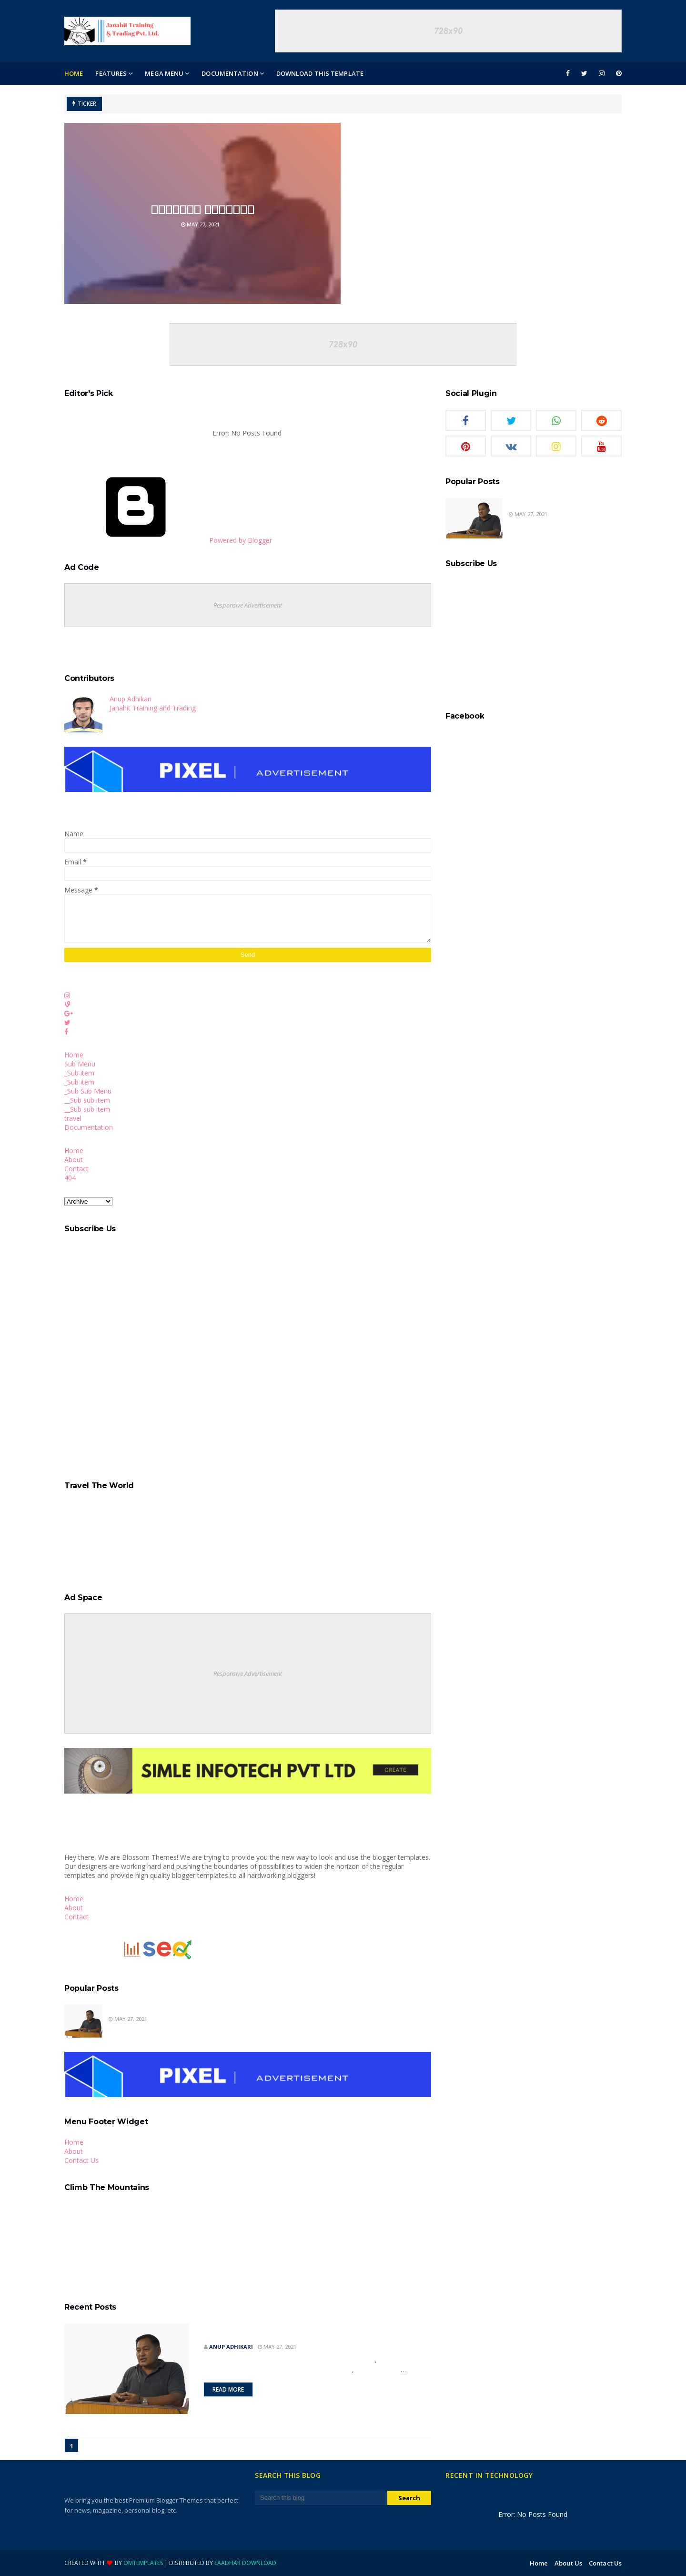 Janahit Training
& Trading Pvt. Ltd.
728x90
HOME
FEATURES
MEGA MENU
DOCUMENTATION
DOWNLOAD THIS TEMPLATE
TICKER
MAY 27, 2021
728x90
Editor's Pick
Error: No Posts Found
Powered by Blogger
Ad Code
Responsive Advertisement
Contributors
Anup Adhikari
Janahit Training and Trading
PIXEL | ADVERTISEMENT
Name
Email *
Message *
Send
Home
Sub Menu
_Sub item
_Sub item
_Sub Sub Menu
__Sub sub item
__Sub sub item
travel
Documentation
Home
About
Contact
404
Archive
Subscribe Us
Travel The World
Ad Space
Responsive Advertisement
SIMLE INFOTECH PVT LTD
CREATE
Hey there, We are Blossom Themes! We are trying to provide you the new way to look and use the blogger templates.
Our designers are working hard and pushing the boundaries of possibilities to widen the horizon of the regular
templates and provide high quality blogger templates to all hardworking bloggers!
Home
About
Contact
seo
Popular Posts
MAY 27, 2021
PIXEL | ADVERTISEMENT
Menu Footer Widget
Home
About
Contact Us
Climb The Mountains
Recent Posts
ANUP ADHIKARI MAY 27, 2021
,
, ...
READ MORE
1
Social Plugin
Popular Posts
MAY 27, 2021
Subscribe Us
Facebook
We bring you the best Premium Blogger Themes that perfect
for news, magazine, personal blog, etc.
SEARCH THIS BLOG
Search this blog
Search
RECENT IN TECHNOLOGY
Error: No Posts Found
CREATED WITH BY OMTEMPLATES | DISTRIBUTED BY EAADHAR DOWNLOAD
Home
About Us
Contact Us